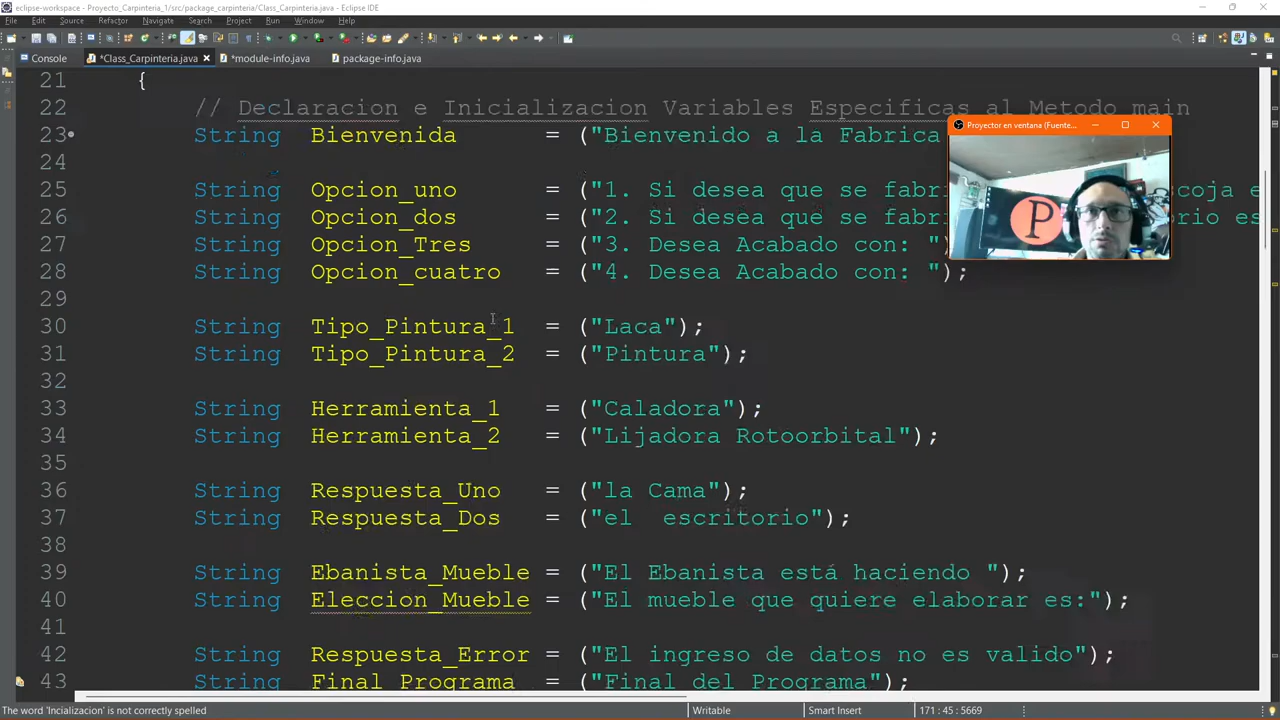 eclipse-workspace - Proyecto_Carpinteria_1/src/package_carpinteria/Class_Carpinteria.java - Eclipse IDE
File Edit Source Refactor Navigate Search Project Run Window Help
Console *Class_Carpinteria.java *module-info.java package-info.java
21 {
22 // Declaracion e Inicializacion Variables Especificas al Metodo main
23 String Bienvenida = ("Bienvenido a la Fabrica
Proyector en ventana (Fuente...
24
25 String Opcion_uno = ("1. Si desea que se fabri scoja e
26 String Opcion_dos = ("2. Si desea que se fabri orio es
27 String Opcion_Tres = ("3. Desea Acabado con: ")
28 String Opcion_cuatro = ("4. Desea Acabado con: ");
29
30 String Tipo_Pintura_1 = ("Laca");
31 String Tipo_Pintura_2 = ("Pintura");
32
33 String Herramienta_1 = ("Caladora");
34 String Herramienta_2 = ("Lijadora Rotoorbital");
35
36 String Respuesta_Uno = ("la Cama");
37 String Respuesta_Dos = ("el  escritorio");
38
39 String Ebanista_Mueble = ("El Ebanista está haciendo ");
40 String Eleccion_Mueble = ("El mueble que quiere elaborar es:");
41
42 String Respuesta_Error = ("El ingreso de datos no es valido");
43 String Final_Programa = ("Final del Programa");
P
The word 'Incializacion' is not correctly spelled Writable Smart Insert 171 : 45 : 5669